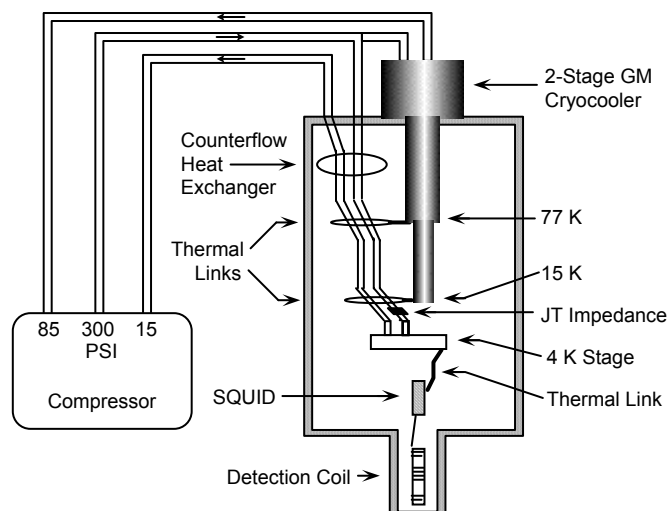 2-Stage GM
Cryocooler
Counterflow
Heat
Exchanger
77 K
Thermal
Links
15 K
JT Impedance
85 300 15
PSI
4 K Stage
Compressor
SQUID
Thermal Link
Detection Coil